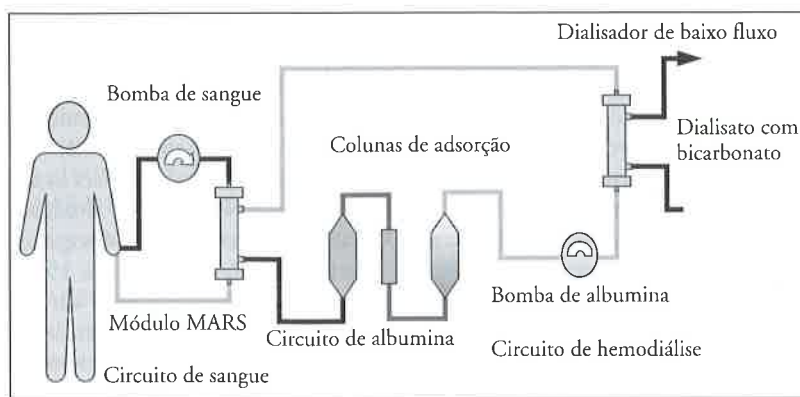 Dialisador de baixo fluxo
Bomba de sangue
Colunas de adsorção
Dialisato com
bicarbonato
Bomba de albumina
Módulo MARS
Circuito de albumina
Circuito de hemodiálise
Circuito de sangue